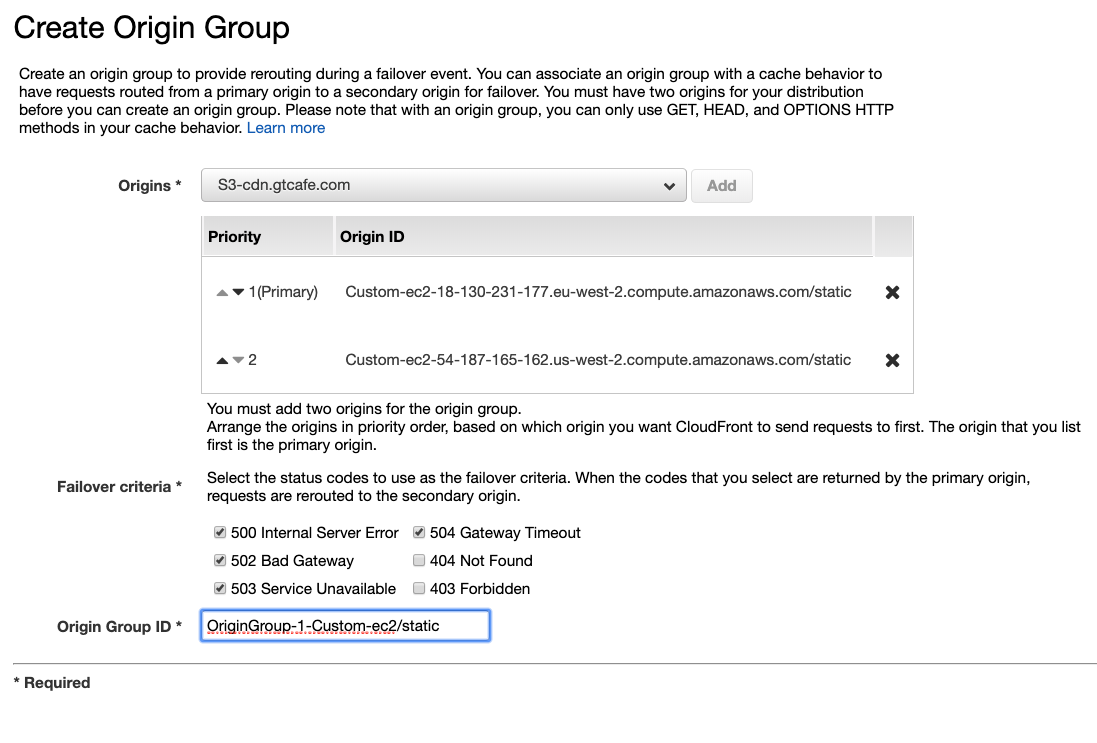 Create Origin Group
Create an origin group to provide rerouting during a failover event. You can associate an origin group with a cache behavior to
have requests routed from a primary origin to a secondary origin for failover. You must have two origins for your distribution
before you can create an origin group. Please note that with an origin group, you can only use GET, HEAD, and OPTIONS HTTP
methods in your cache behavior. Learn more
Origins * S3-cdn.gtcafe.com Add
Priority Origin ID
1(Primary) Custom-ec2-18-130-231-177.eu-west-2.compute.amazonaws.com/static
2 Custom-ec2-54-187-165-162.us-west-2.compute.amazonaws.com/static
You must add two origins for the origin group.
Arrange the origins in priority order, based on which origin you want CloudFront to send requests to first. The origin that you list
first is the primary origin.
Failover criteria * Select the status codes to use as the failover criteria. When the codes that you select are returned by the primary origin,
requests are rerouted to the secondary origin.
500 Internal Server Error 504 Gateway Timeout
502 Bad Gateway 404 Not Found
503 Service Unavailable 403 Forbidden
Origin Group ID * OriginGroup-1-Custom-ec2/static
* Required